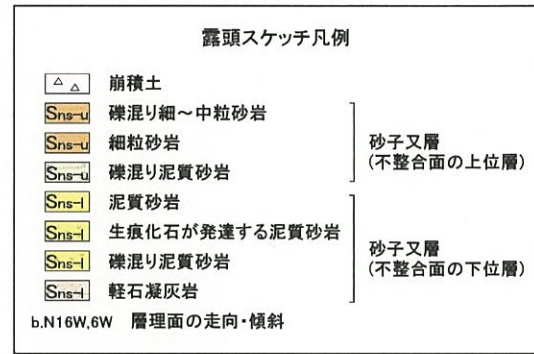 露頭スケッチ凡例
崩積土
Sns-u 礫混り細～中粒砂岩
Sns-u 細粒砂岩
Sns-u 礫混り泥質砂岩
砂子又層
(不整合面の上位層)
Sns-l 泥質砂岩
Sns-l 生痕化石が発達する泥質砂岩
Sns-l 礫混り泥質砂岩
Sns-l 軽石凝灰岩
砂子又層
(不整合面の下位層)
b.N16W,6W 層理面の走向・傾斜